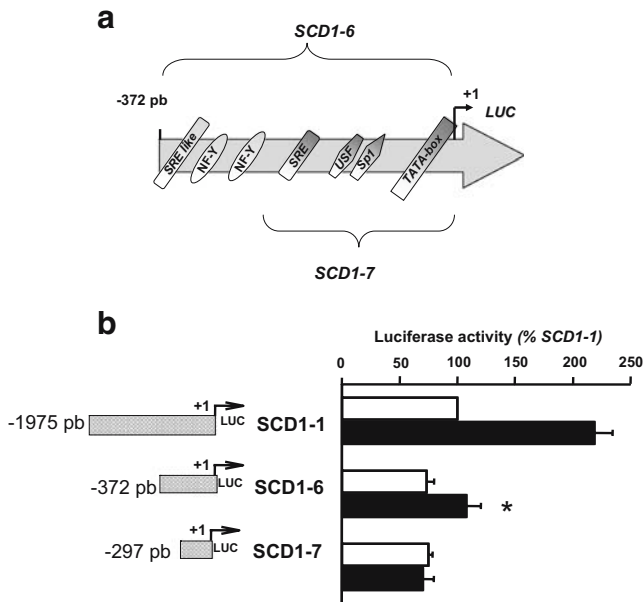 a
SCD1-6
-372 pb
+1
LUC
SRE like
NF-Y
NF-Y
SRE
USF
Sp1
TATA-box
SCD1-7
b
Luciferase activity (% SCD1-1)
0 50 100 150 200 250
-1975 pb +1 LUC SCD1-1
-372 pb +1 LUC SCD1-6
*
-297 pb +1 LUC SCD1-7